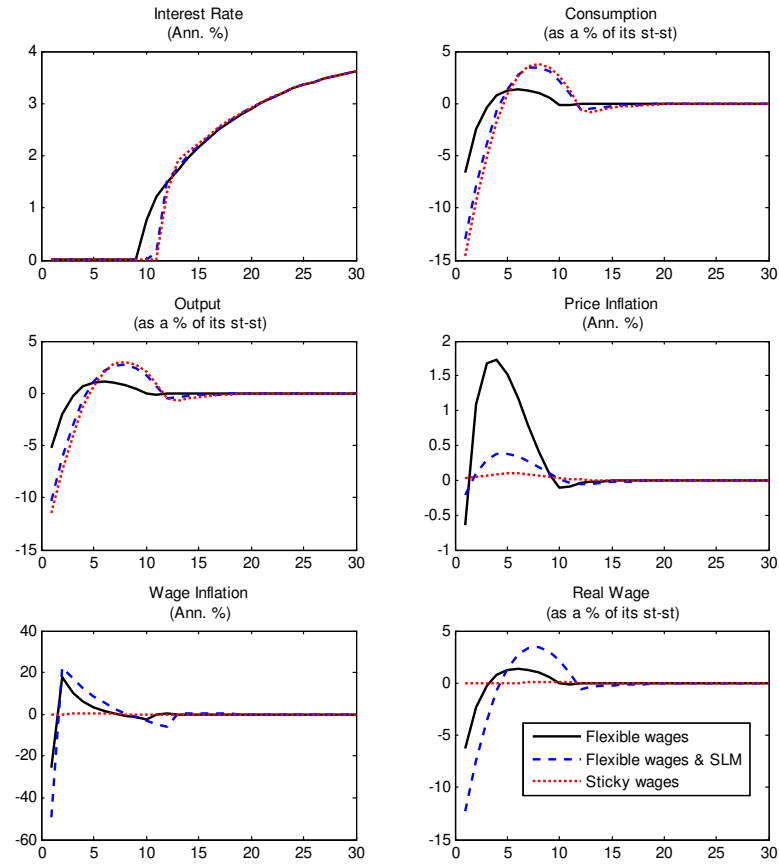 Interest Rate
(Ann. %)
4
3
2
1
0
0 5 10 15 20 25 30
Consumption
(as a % of its st-st)
5
0
-5
-10
-15
0 5 10 15 20 25 30
Output
(as a % of its st-st)
5
0
-5
-10
-15
0 5 10 15 20 25 30
Price Inflation
(Ann. %)
2
1.5
1
0.5
0
-0.5
-1
0 5 10 15 20 25 30
Wage Inflation
(Ann. %)
40
20
0
-20
-40
-60
0 5 10 15 20 25 30
Real Wage
(as a % of its st-st)
5
0
-5
-10
-15
0 5 10 15 20 25 30
Flexible wages
Flexible wages & SLM
Sticky wages